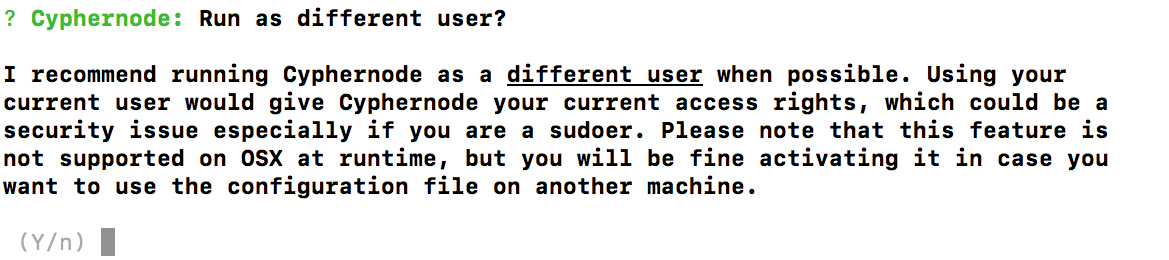 ? Cyphernode: Run as different user?
I recommend running Cyphernode as a different user when possible. Using your
current user would give Cyphernode your current access rights, which could be a
security issue especially if you are a sudoer. Please note that this feature is
not supported on OSX at runtime, but you will be fine activating it in case you
want to use the configuration file on another machine.
(Y/n)